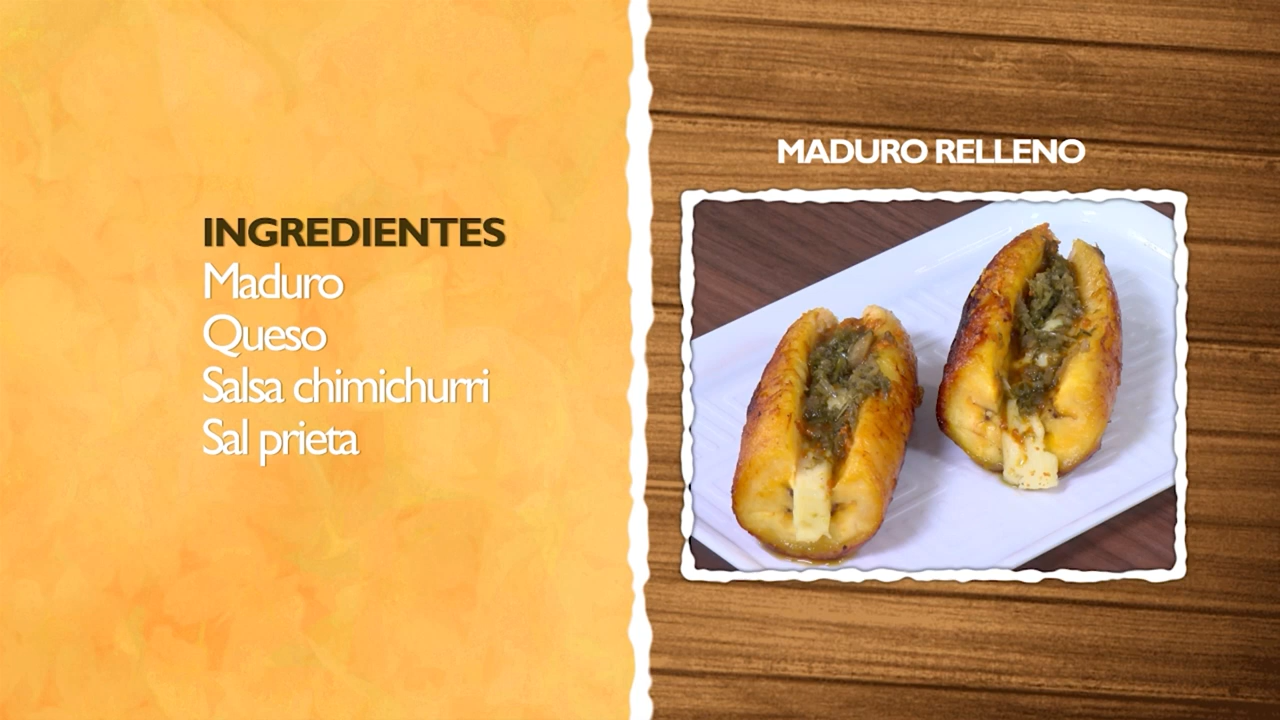 INGREDIENTES
Maduro
Queso
Salsa chimichurri
Sal prieta
MADURO RELLENO